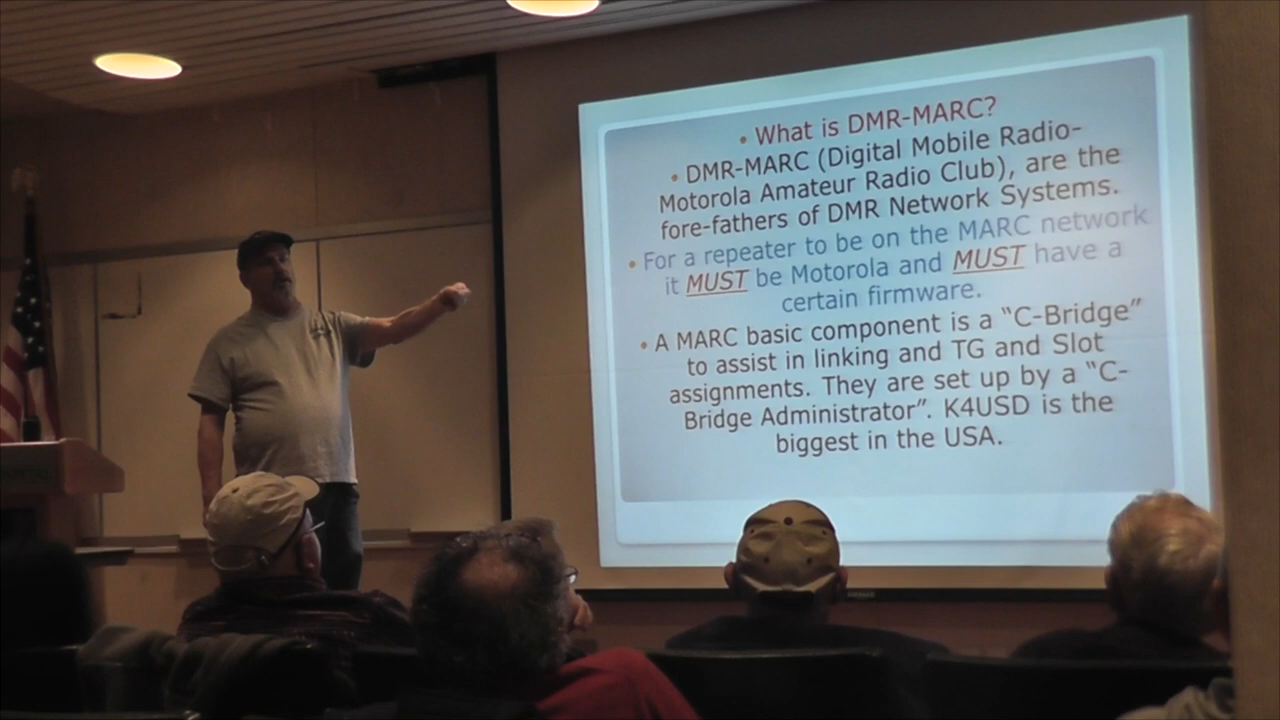 • What is DMR-MARC?
• DMR-MARC (Digital Mobile Radio-
Motorola Amateur Radio Club), are the
fore-fathers of DMR Network Systems.
• For a repeater to be on the MARC network
it MUST be Motorola and MUST have a
certain firmware.
• A MARC basic component is a “C-Bridge”
to assist in linking and TG and Slot
assignments. They are set up by a “C-
Bridge Administrator”. K4USD is the
biggest in the USA.